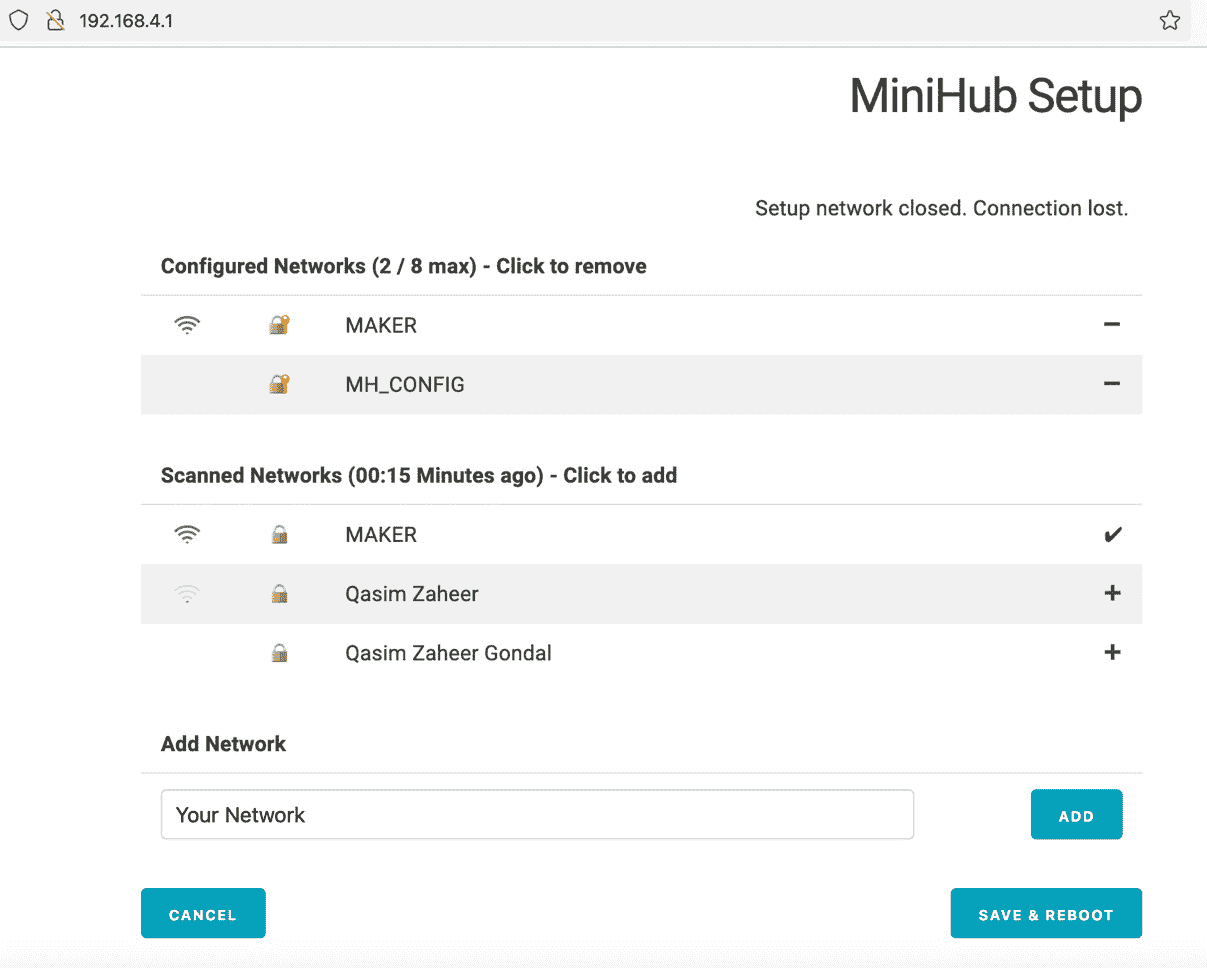 192.168.4.1
MiniHub Setup
Setup network closed. Connection lost.
Configured Networks (2 / 8 max) - Click to remove
MAKER
MH_CONFIG
Scanned Networks (00:15 Minutes ago) - Click to add
MAKER
Qasim Zaheer
Qasim Zaheer Gondal
Add Network
Your Network
ADD
CANCEL
SAVE & REBOOT